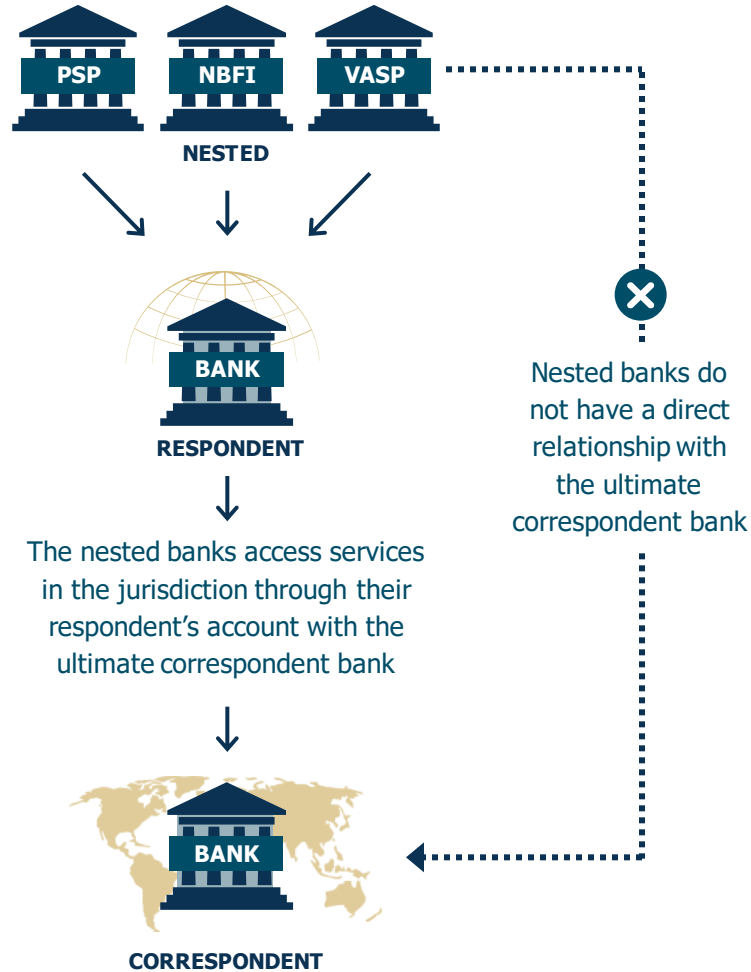 PSP
NBFI
VASP
NESTED
BANK
RESPONDENT
Nested banks do
not have a direct
relationship with
the ultimate
correspondent bank
The nested banks access services
in the jurisdiction through their
respondent’s account with the
ultimate correspondent bank
BANK
CORRESPONDENT